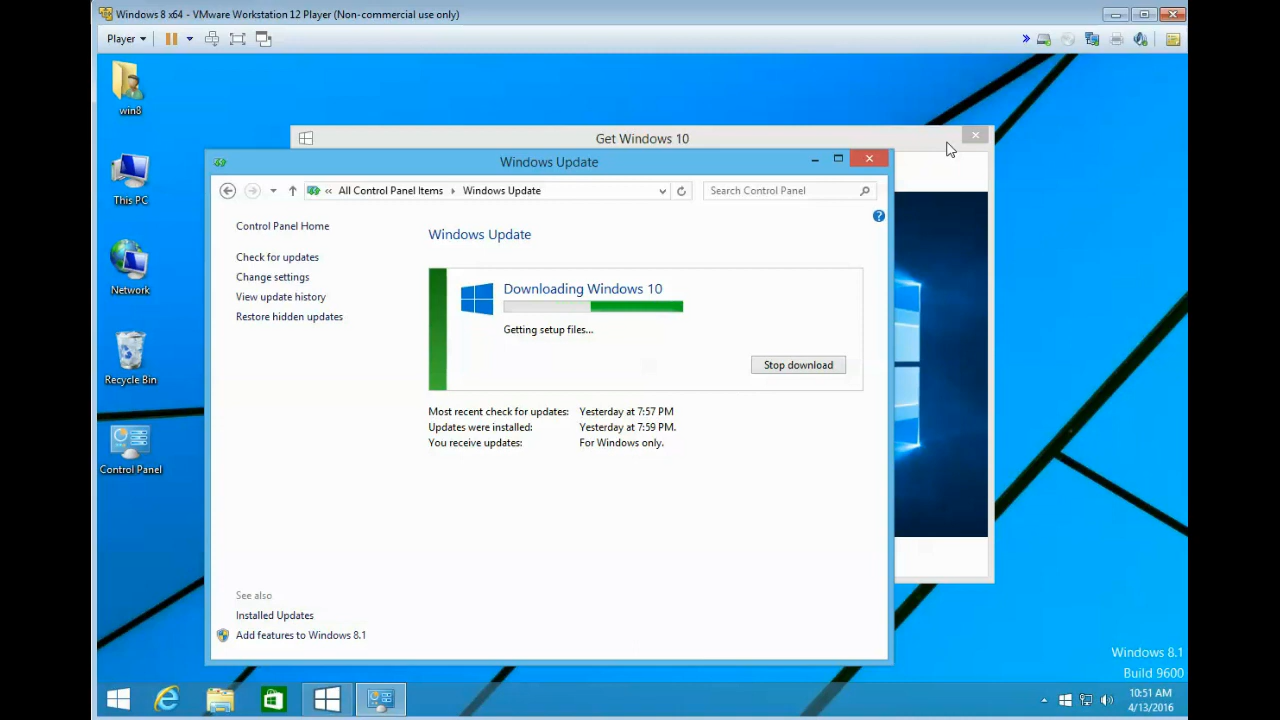 Windows 8 x64 - VMware Workstation 12 Player (Non-commercial use only)
Player
win8
This PC
Network
Recycle Bin
Control Panel
Get Windows 10
Windows Update
« All Control Panel Items Windows Update
Search Control Panel
Control Panel Home
Check for updates
Change settings
View update history
Restore hidden updates
Windows Update
Downloading Windows 10
Getting setup files...
Stop download
Most recent check for updates: Yesterday at 7:57 PM
Updates were installed: Yesterday at 7:59 PM.
You receive updates: For Windows only.
See also
Installed Updates
Add features to Windows 8.1
Windows 8.1
Build 9600
10:51 AM
4/13/2016